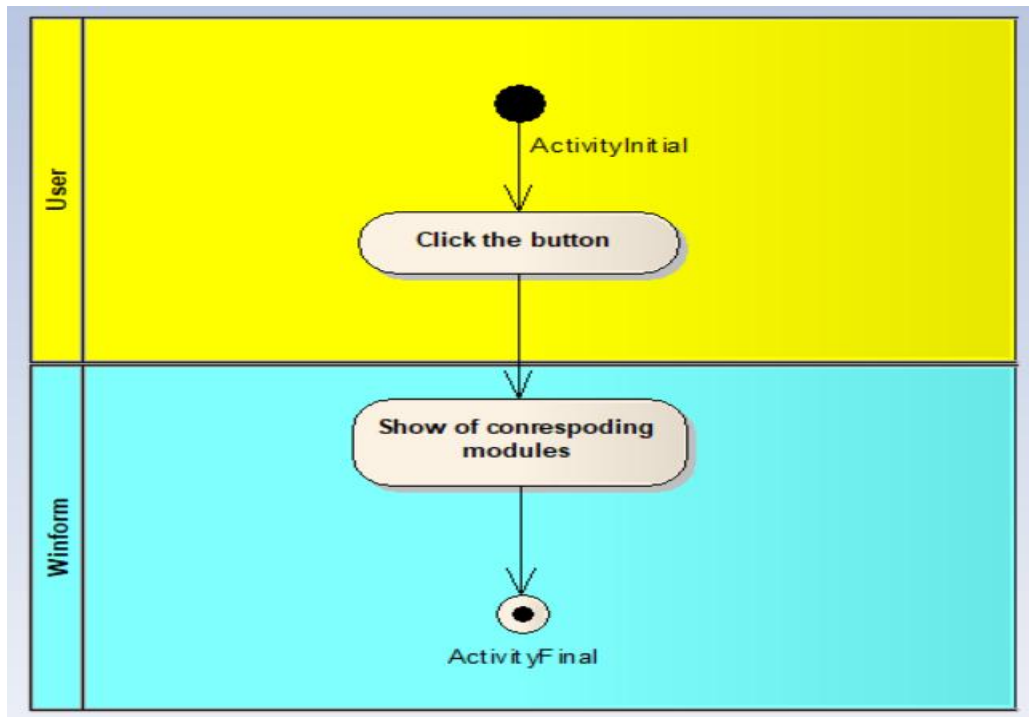 User
ActivityInitial
Click the button
Winform
Show of conrespoding
modules
ActivityFinal